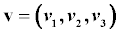 v = (v₁, v₂, v₃)